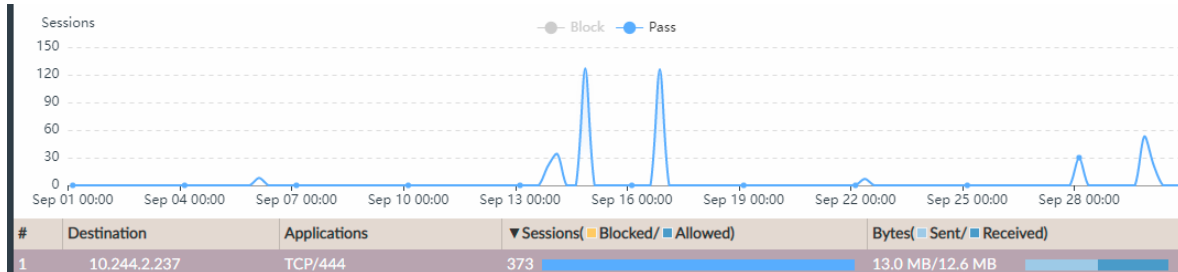 Sessions
Block Pass
150
120
90
60
30
0
Sep 01 00:00 Sep 04 00:00 Sep 07 00:00 Sep 10 00:00 Sep 13 00:00 Sep 16 00:00 Sep 19 00:00 Sep 22 00:00 Sep 25 00:00 Sep 28 00:00
# Destination Applications ▼Sessions( Blocked/ Allowed) Bytes( Sent/ Received)
1 10.244.2.237 TCP/444 373 13.0 MB/12.6 MB